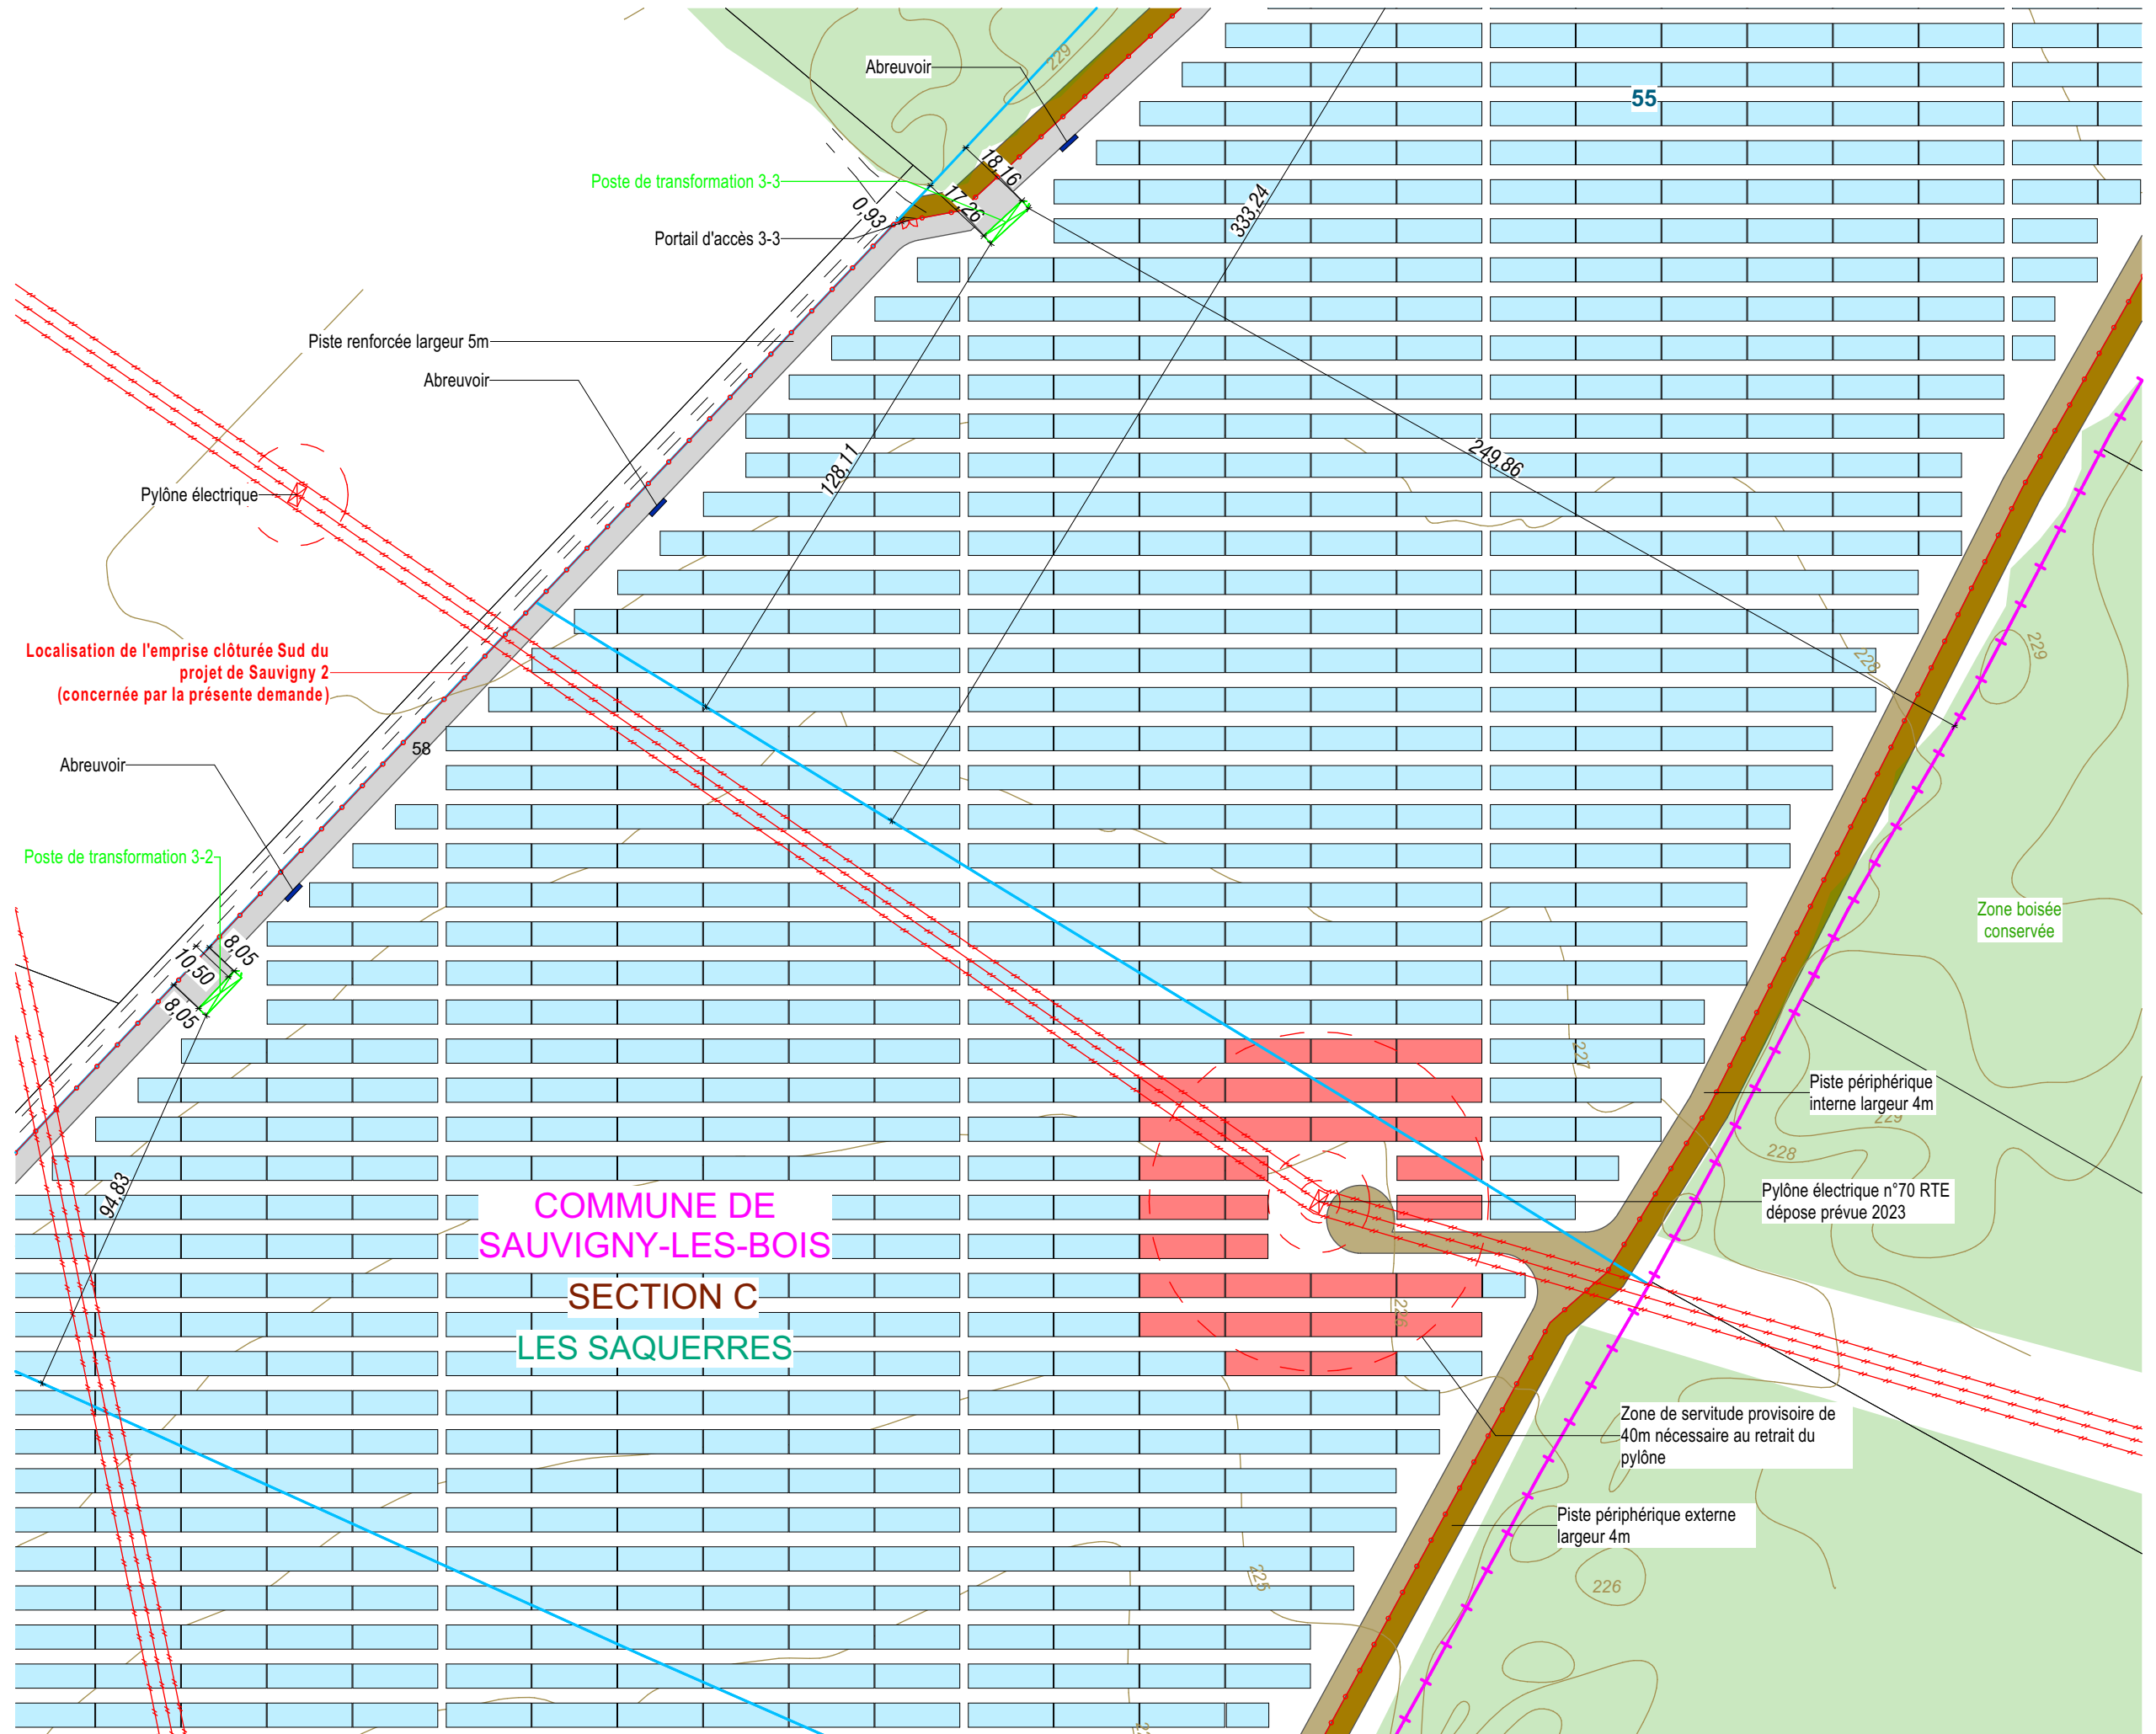 Abreuvoir
229
55
Poste de transformation 3-3
18,16
17,26
0,93
Portail d'accès 3-3
333,24
Piste renforcée largeur 5m
Abreuvoir
128,11
249,86
Pylône électrique
Localisation de l'emprise clôturée Sud du
projet de Sauvigny 2
(concernée par la présente demande)
228
229
58
Abreuvoir
Poste de transformation 3-2
Zone boisée
conservée
8,05
10,50
8,05
227
Piste périphérique
interne largeur 4m
229
228
94,83
COMMUNE DE
SAUVIGNY-LES-BOIS
Pylône électrique n°70 RTE
dépose prévue 2023
SECTION C
226
LES SAQUERRES
Zone de servitude provisoire de
40m nécessaire au retrait du
pylône
Piste périphérique externe
largeur 4m
225
226